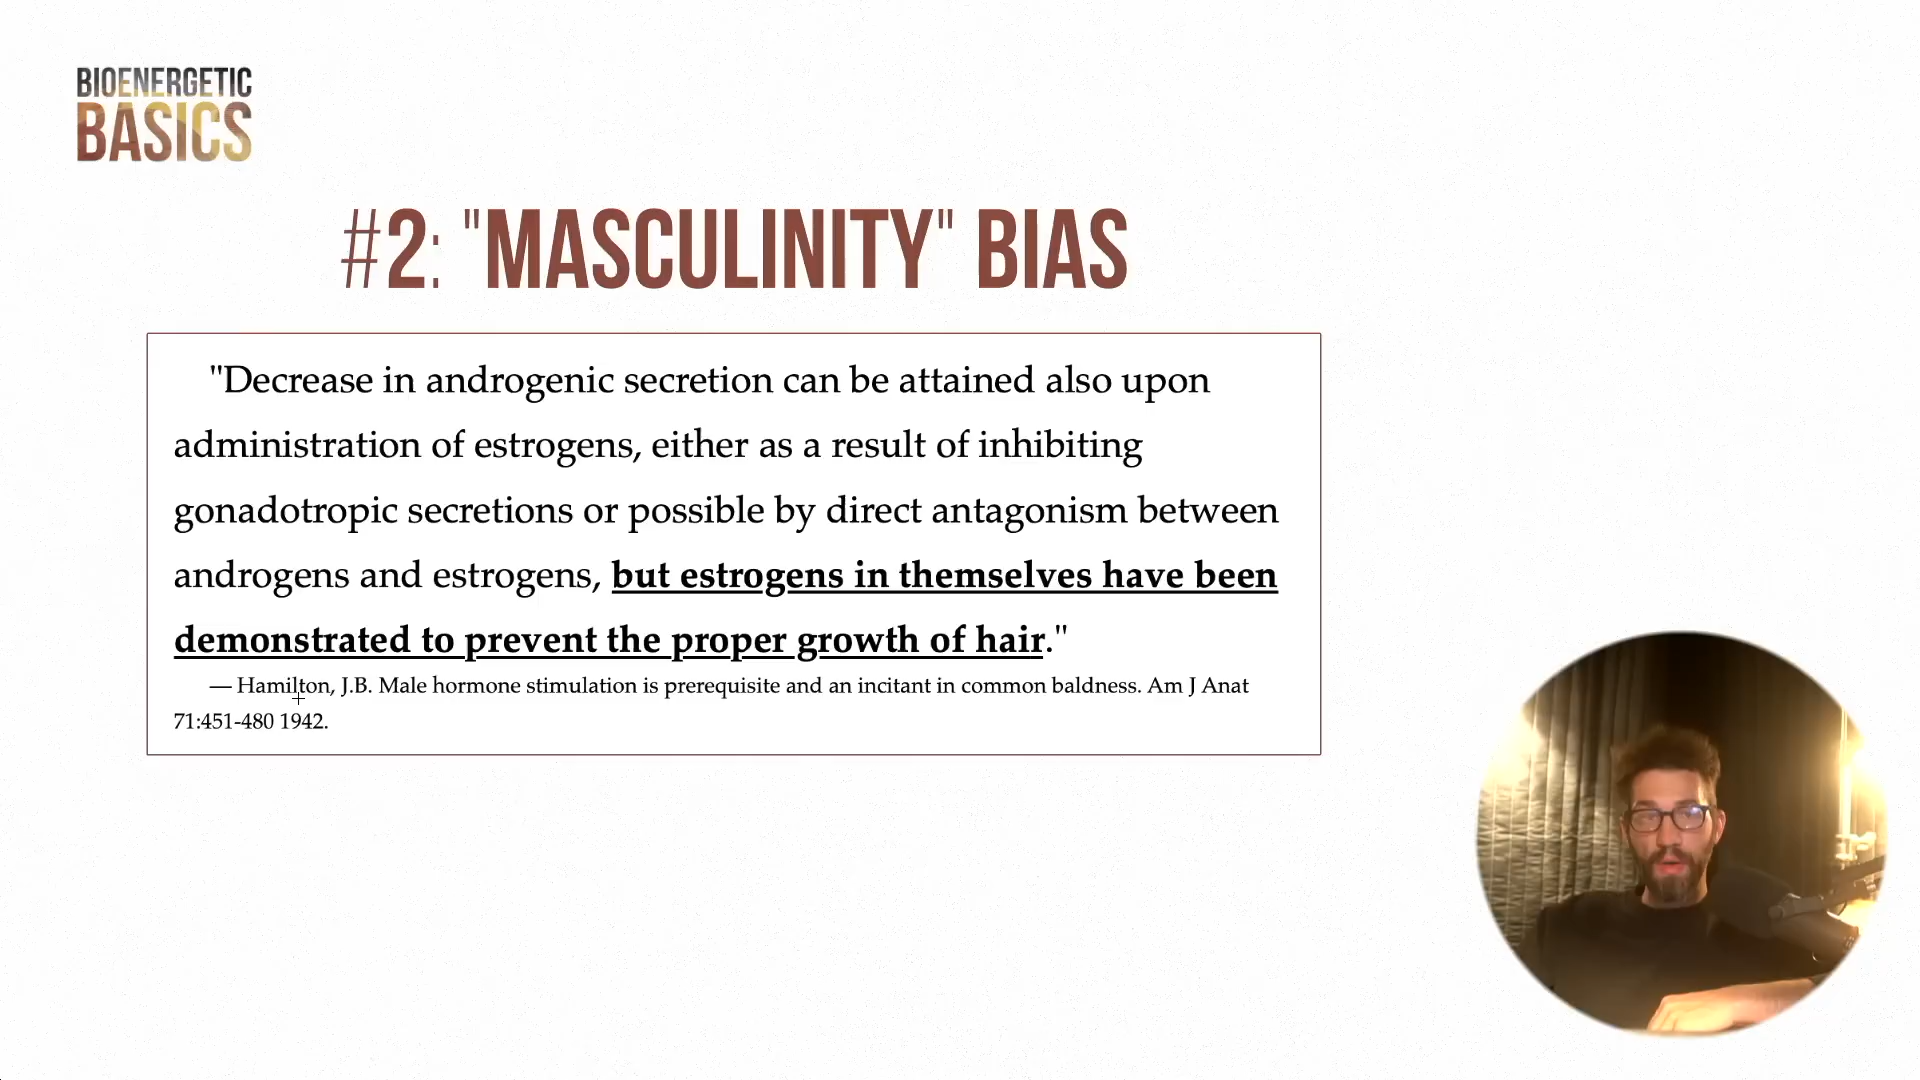 BIOENERGETIC
BASICS
#2: "MASCULINITY" BIAS
"Decrease in androgenic secretion can be attained also upon
administration of estrogens, either as a result of inhibiting
gonadotropic secretions or possible by direct antagonism between
androgens and estrogens, but estrogens in themselves have been
demonstrated to prevent the proper growth of hair."
— Hamilton, J.B. Male hormone stimulation is prerequisite and an incitant in common baldness. Am J Anat
71:451-480 1942.